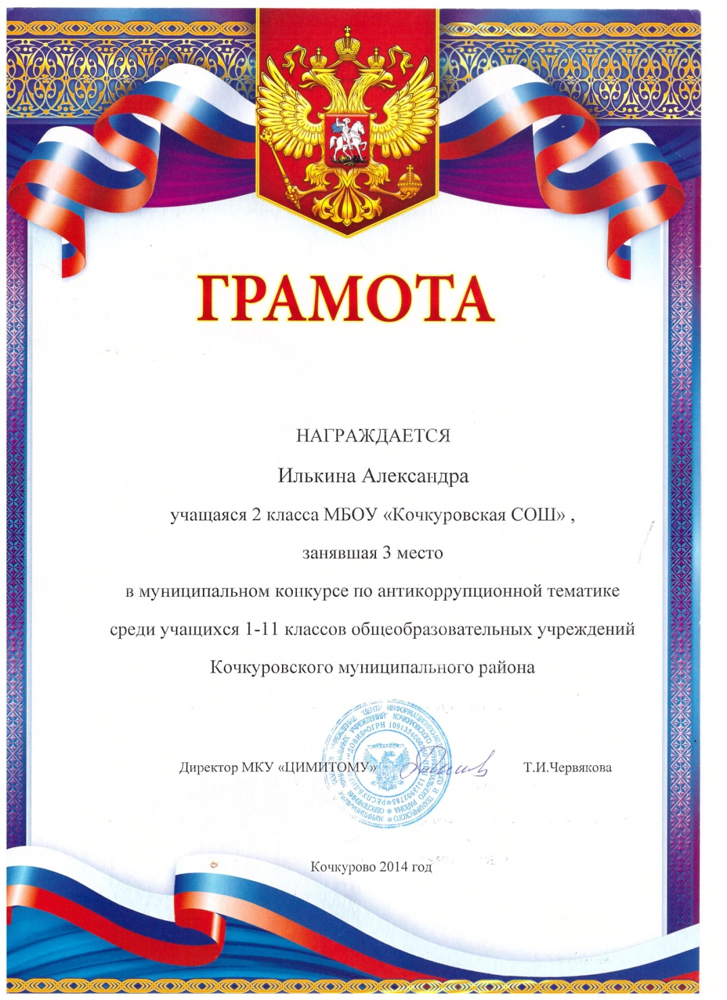 ГРАМОТА
НАГРАЖДАЕТСЯ
Илькина Александра
учащаяся 2 класса МБОУ «Кочкуровская СОШ» ,
занявшая 3 место
в муниципальном конкурсе по антикоррупционной тематике
среди учащихся 1-11 классов общеобразовательных учреждений
Кочкуровского муниципального района
Директор МКУ «ЦИМИТОМУ» Т.И.Червякова
Кочкурово 2014 год